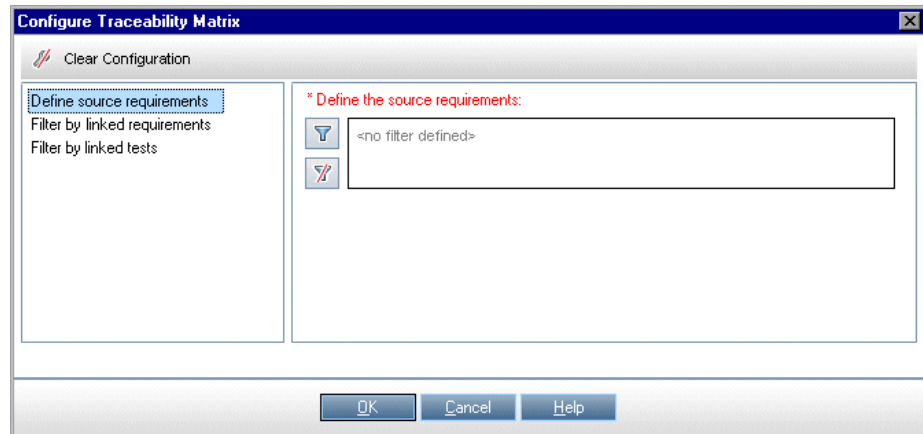 Configure Traceability Matrix
Clear Configuration
Define source requirements
Filter by linked requirements
Filter by linked tests
* Define the source requirements:
<no filter defined>
OK
Cancel
Help